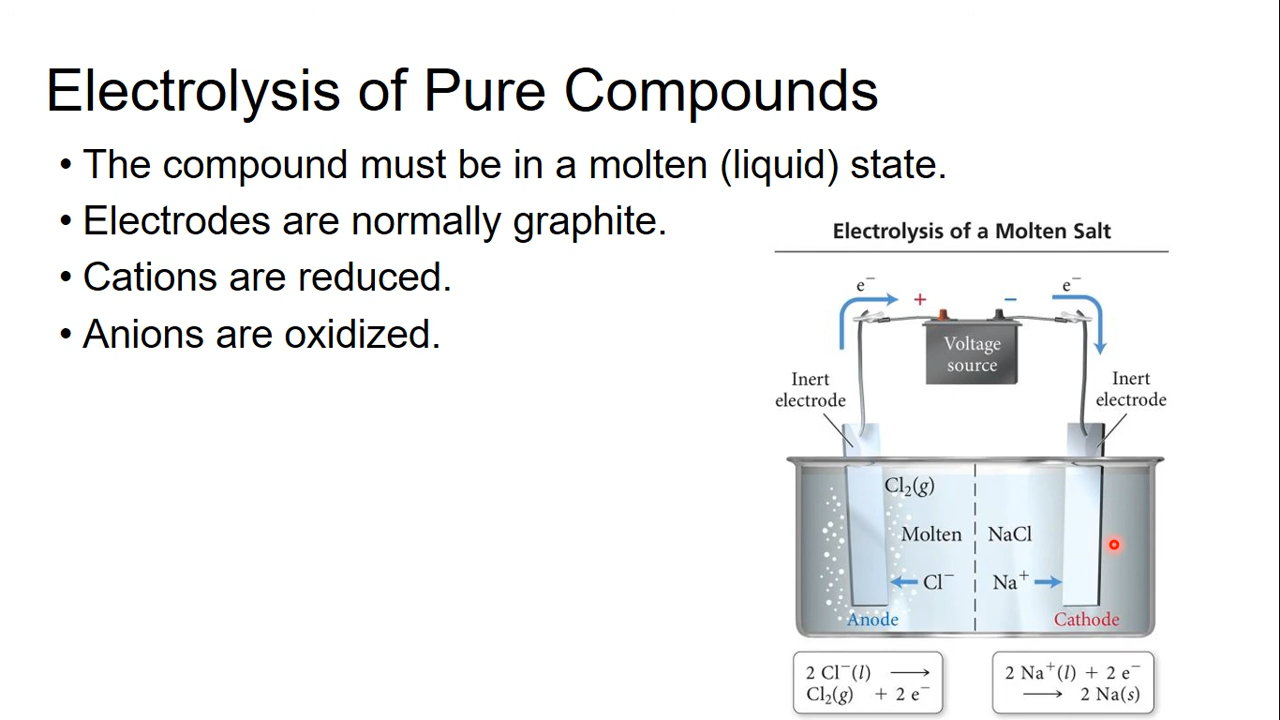 Electrolysis of Pure Compounds
• The compound must be in a molten (liquid) state.
• Electrodes are normally graphite.
• Cations are reduced.
• Anions are oxidized.
Electrolysis of a Molten Salt
e⁻ + − e⁻
Voltage
source
Inert
electrode
Inert
electrode
Cl₂(g)
Molten NaCl
Cl⁻ Na⁺
Anode Cathode
2 Cl⁻(l) ⟶
Cl₂(g) + 2 e⁻
2 Na⁺(l) + 2 e⁻
⟶ 2 Na(s)